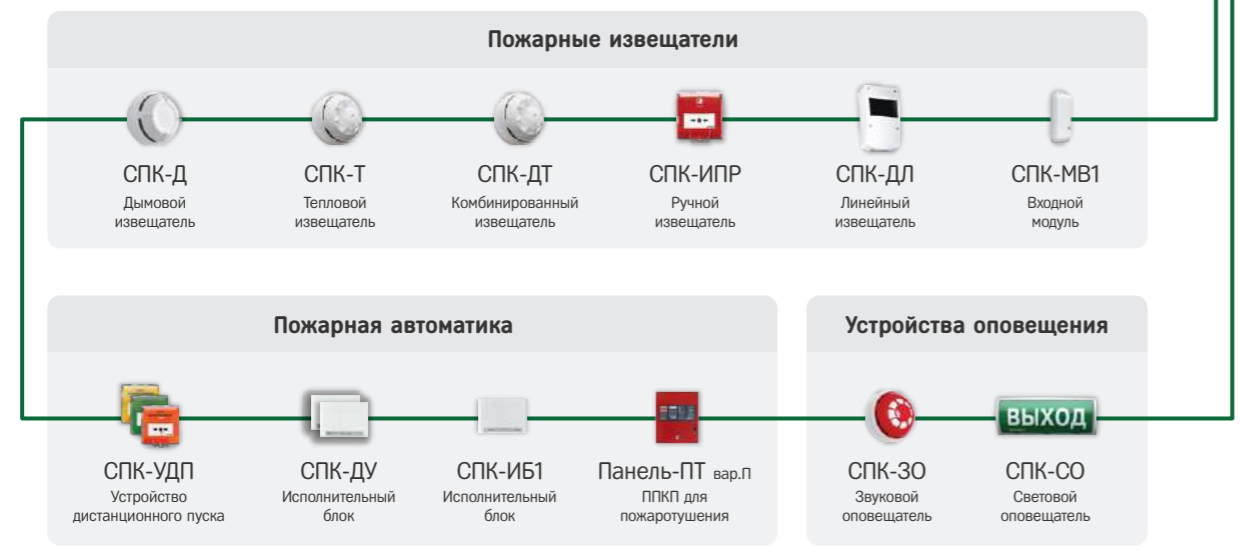 Пожарные извещатели
СПК-Д
СПК-Т
СПК-ДТ
СПК-ИПР
СПК-ДЛ
СПК-МВ1
Дымовой
извещатель
Тепловой
извещатель
Комбинированный
извещатель
Ручной
извещатель
Линейный
извещатель
Входной
модуль
Пожарная автоматика
СПК-УДП
СПК-ДУ
СПК-ИБ1
Панель-ПТ вар.П
Устройство
дистанционного пуска
Исполнительный
блок
Исполнительный
блок
ППКП для
пожаротушения
Устройства оповещения
ВЫХОД
СПК-ЗО
СПК-СО
Звуковой
оповещатель
Световой
оповещатель